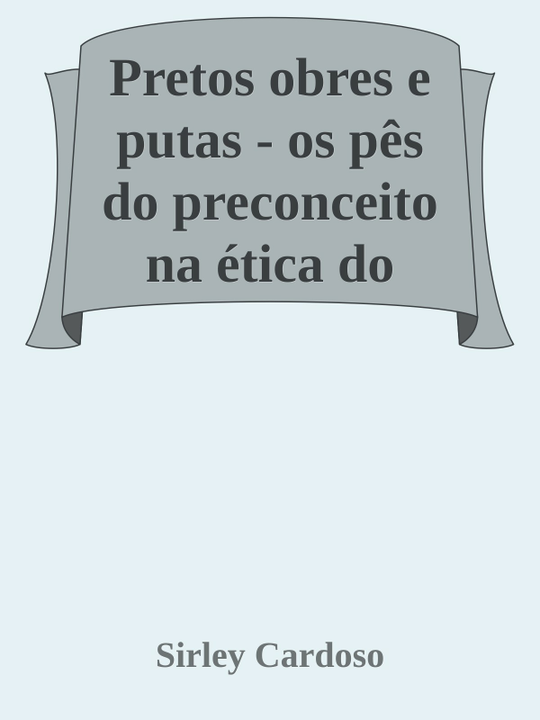 Pretos obres e
putas - os pês
do preconceito
na ética do
Sirley Cardoso